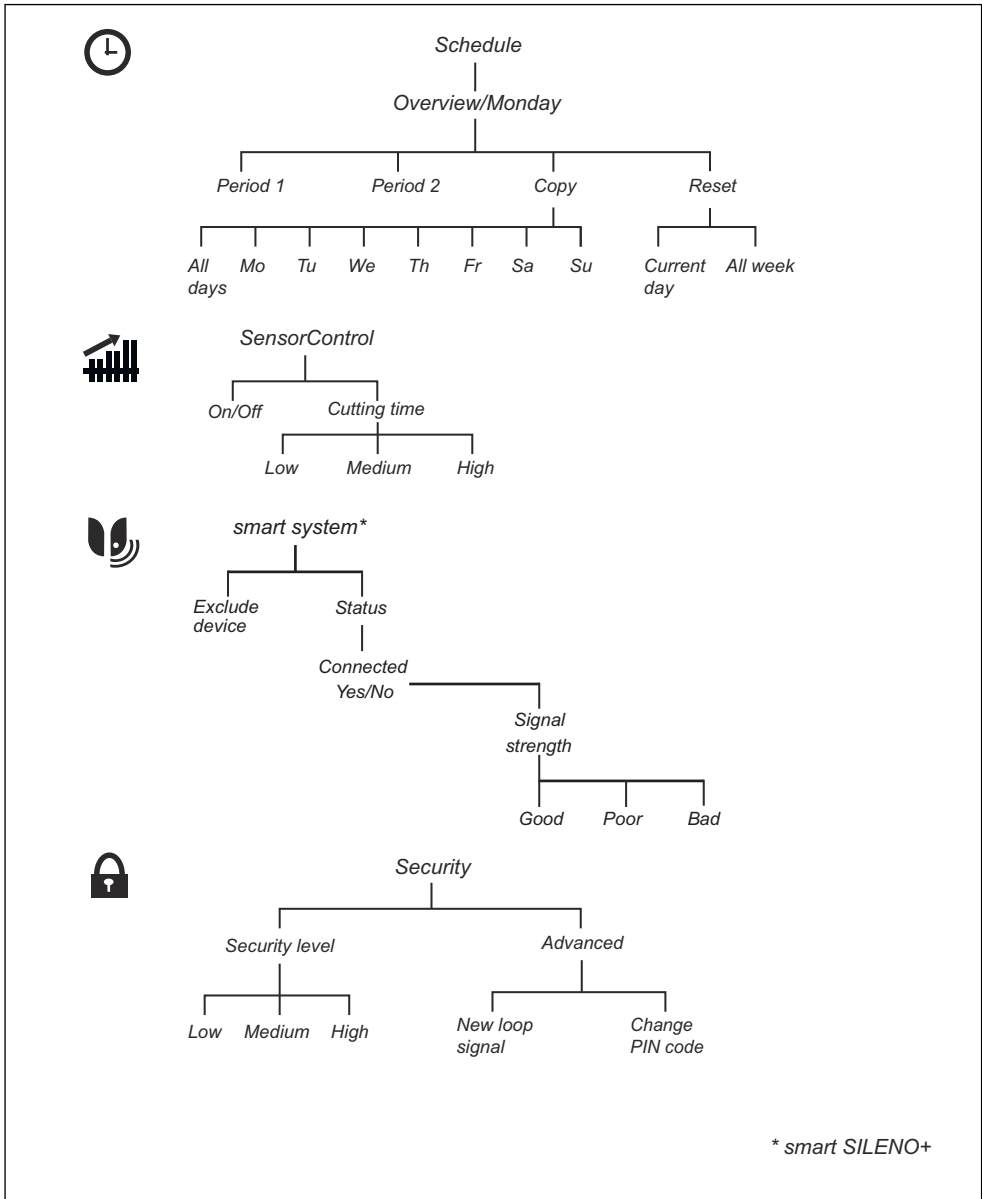 Schedule
Overview/Monday
Period 1 Period 2 Copy Reset
All days Mo Tu We Th Fr Sa Su Current day All week
SensorControl
On/Off Cutting time
Low Medium High
smart system*
Exclude device Status
Connected
Yes/No
Signal
strength
Good Poor Bad
Security
Security level Advanced
Low Medium High New loop signal Change PIN code
* smart SILENO+